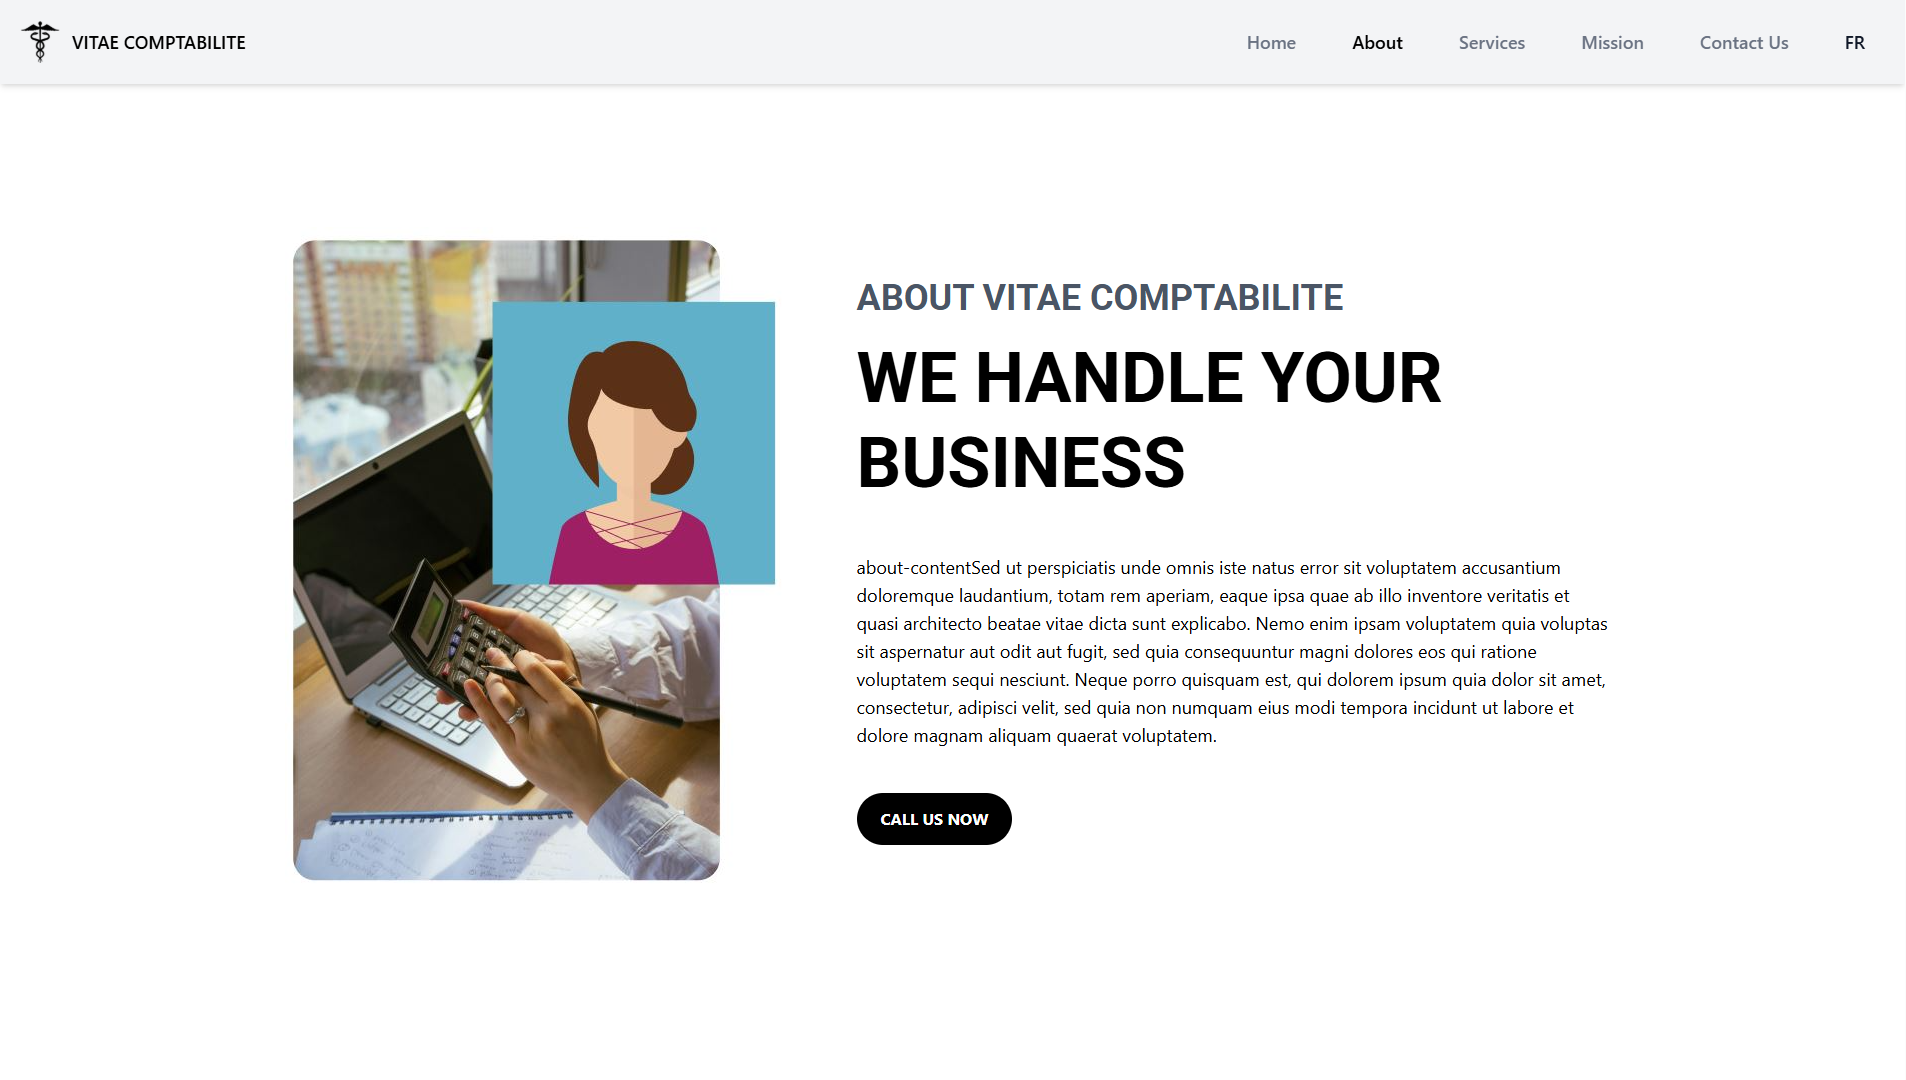 VITAE COMPTABILITE
Home
About
Services
Mission
Contact Us
FR
ABOUT VITAE COMPTABILITE
WE HANDLE YOUR
BUSINESS
about-contentSed ut perspiciatis unde omnis iste natus error sit voluptatem accusantium
doloremque laudantium, totam rem aperiam, eaque ipsa quae ab illo inventore veritatis et
quasi architecto beatae vitae dicta sunt explicabo. Nemo enim ipsam voluptatem quia voluptas
sit aspernatur aut odit aut fugit, sed quia consequuntur magni dolores eos qui ratione
voluptatem sequi nesciunt. Neque porro quisquam est, qui dolorem ipsum quia dolor sit amet,
consectetur, adipisci velit, sed quia non numquam eius modi tempora incidunt ut labore et
dolore magnam aliquam quaerat voluptatem.
CALL US NOW